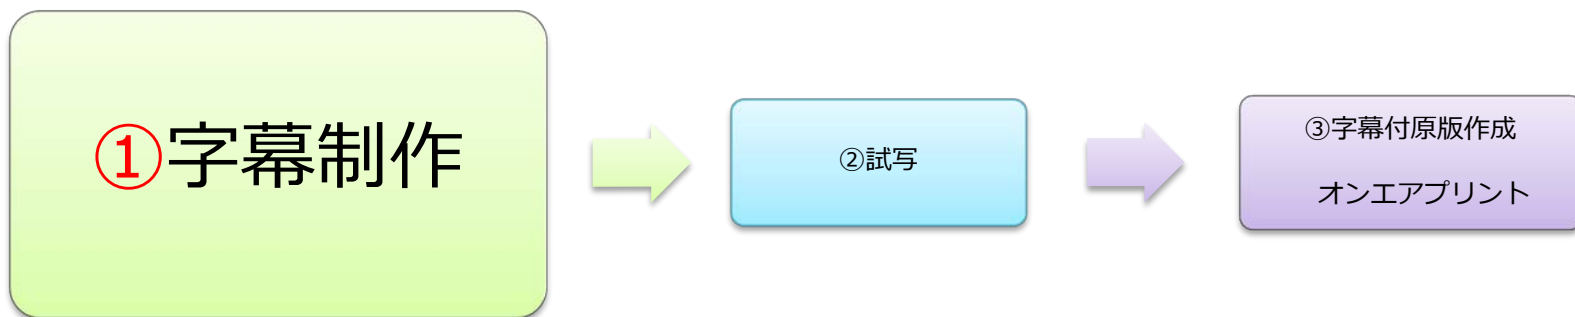 ①字幕制作
②試写
③字幕付原版作成
オンエアプリント